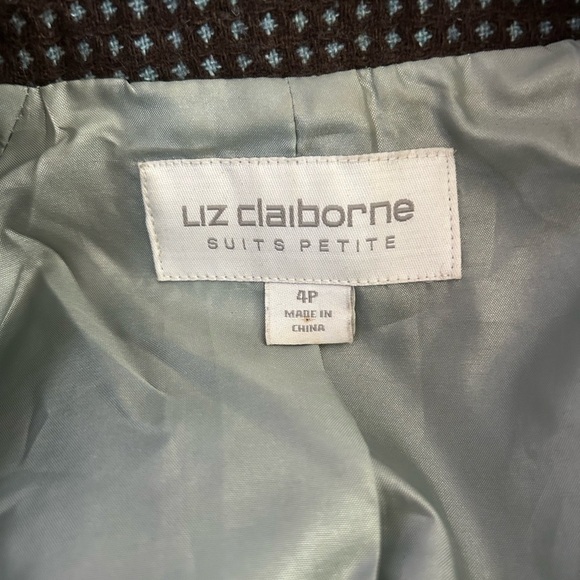 Liz claiborne
SUITS PETITE
4P
MADE IN
CHINA